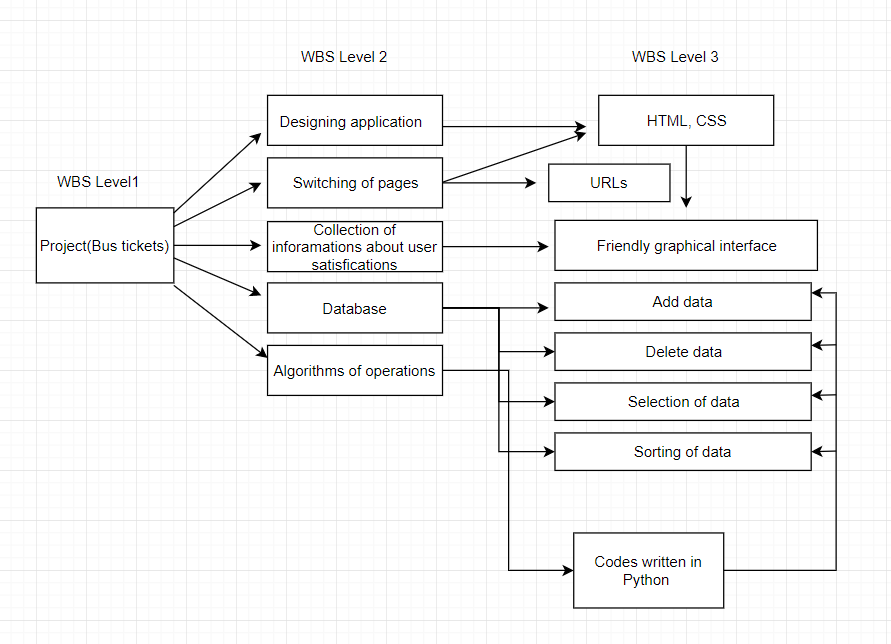 WBS Level 2
WBS Level 3
WBS Level1
Project(Bus tickets)
Designing application
Switching of pages
Collection of
inforamations about user
satisfications
Database
Algorithms of operations
HTML, CSS
URLs
Friendly graphical interface
Add data
Delete data
Selection of data
Sorting of data
Codes written in
Python